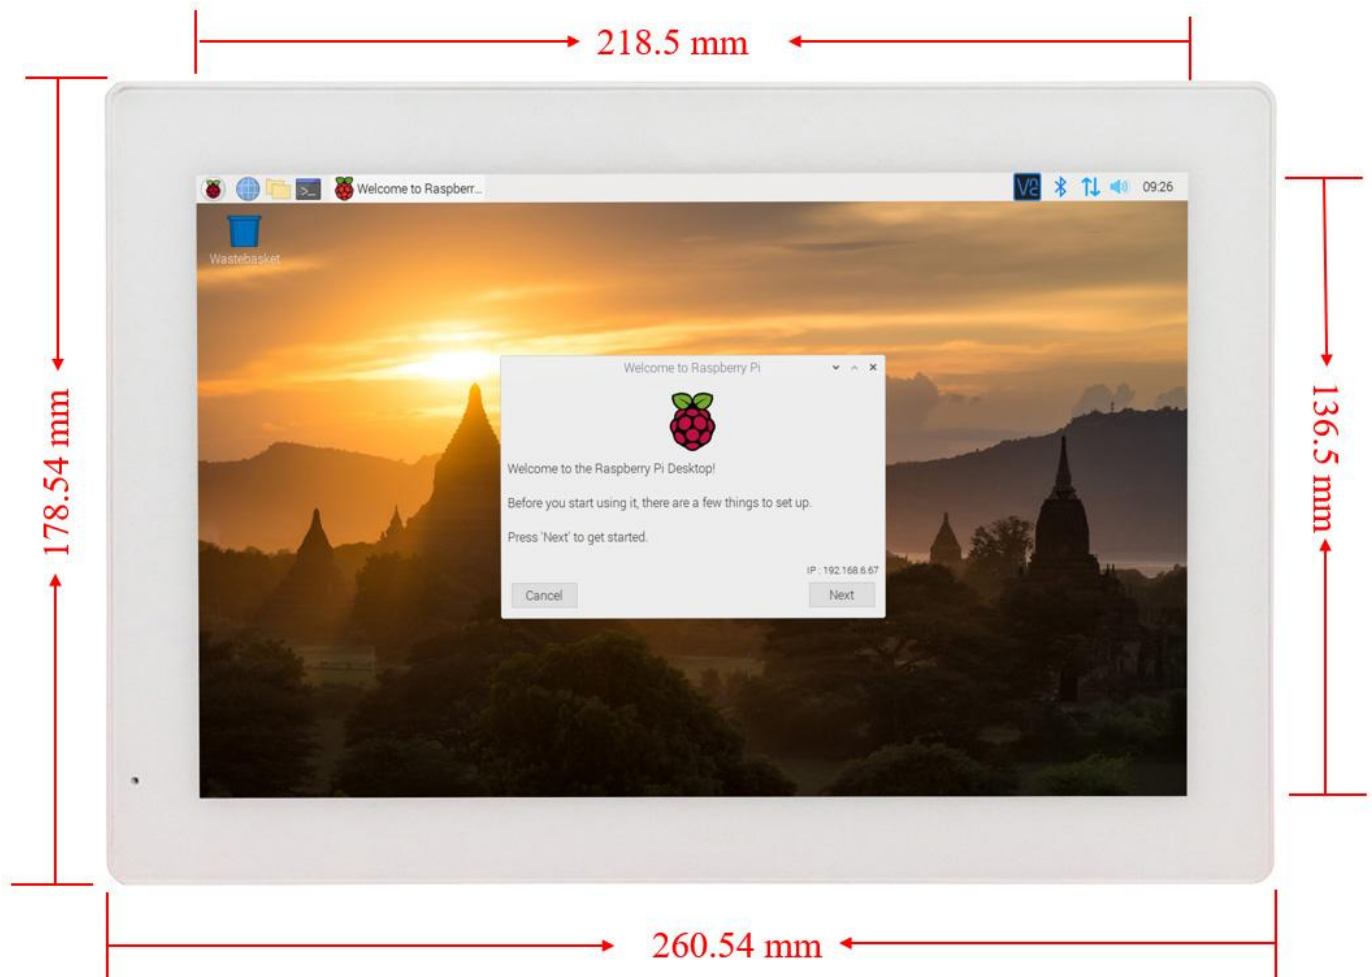 218.5 mm
Welcome to Raspberr...
V2
09:26
Wastebasket
Welcome to Raspberry Pi
Welcome to the Raspberry Pi Desktop!
Before you start using it, there are a few things to set up.
Press 'Next' to get started.
IP : 192.168.6.67
Cancel
Next
178.54 mm
136.5 mm
260.54 mm